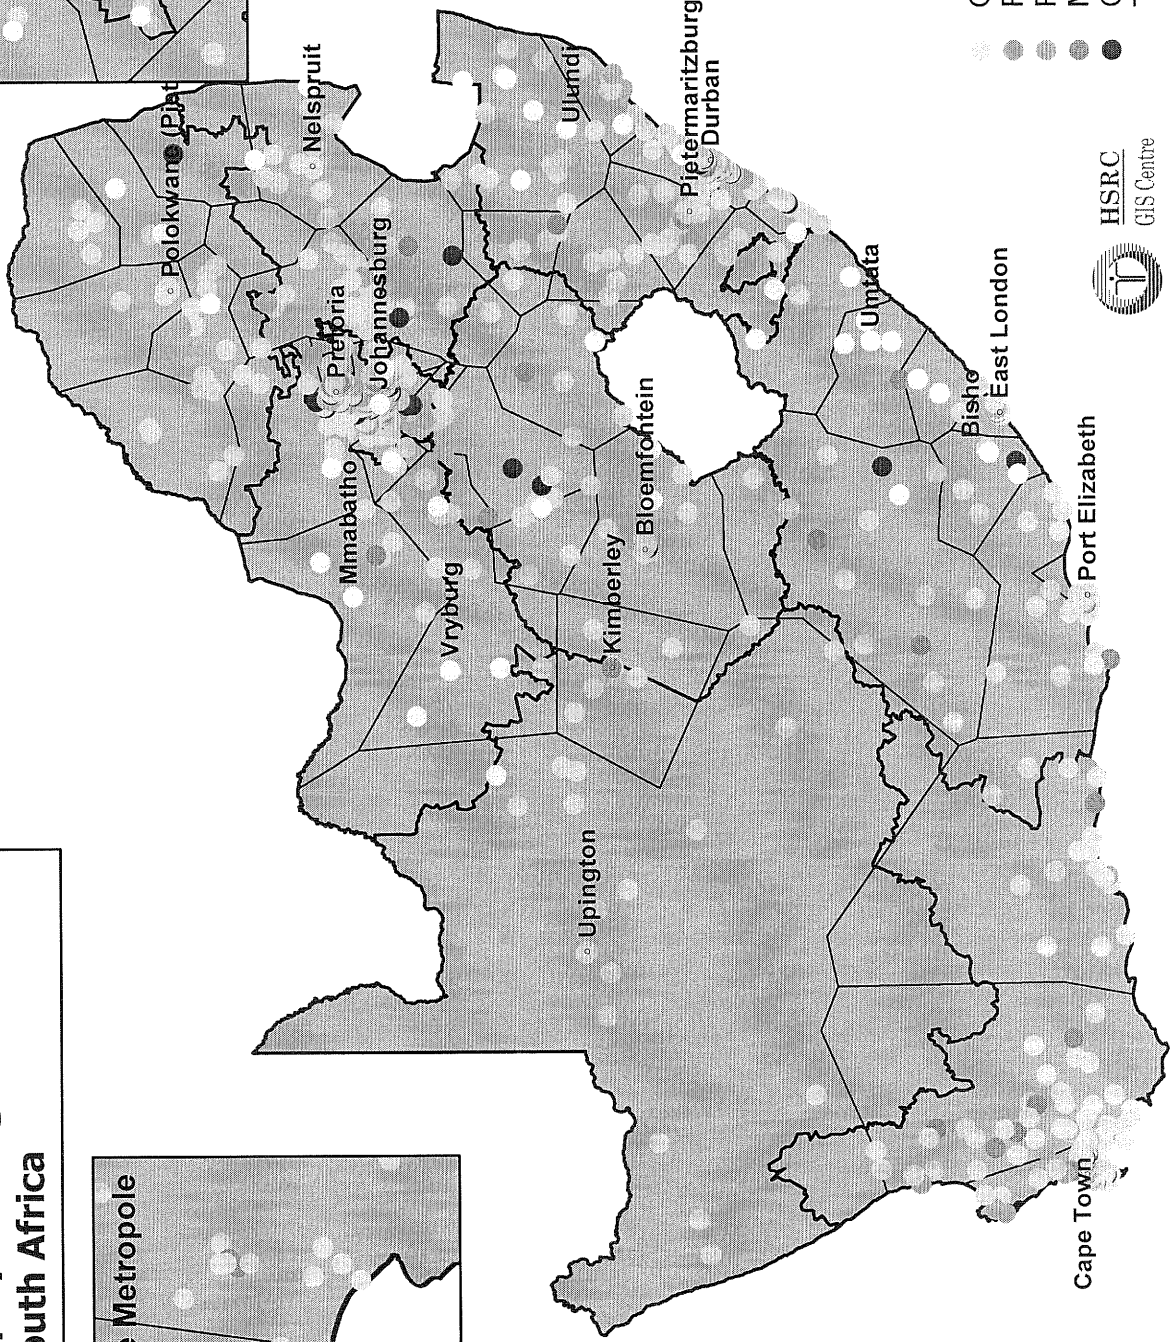 outh Africa
e Metropole
Polokwane (Piet
Nelspruit
Pretoria
Johannesburg
Mmabatho
Vryburg
Ulundi
Pietermaritzburg
Durban
Kimberley
Bloemfontein
Upington
Umtata
Bisho
East London
Port Elizabeth
Cape Town
HSRC
GIS Centre